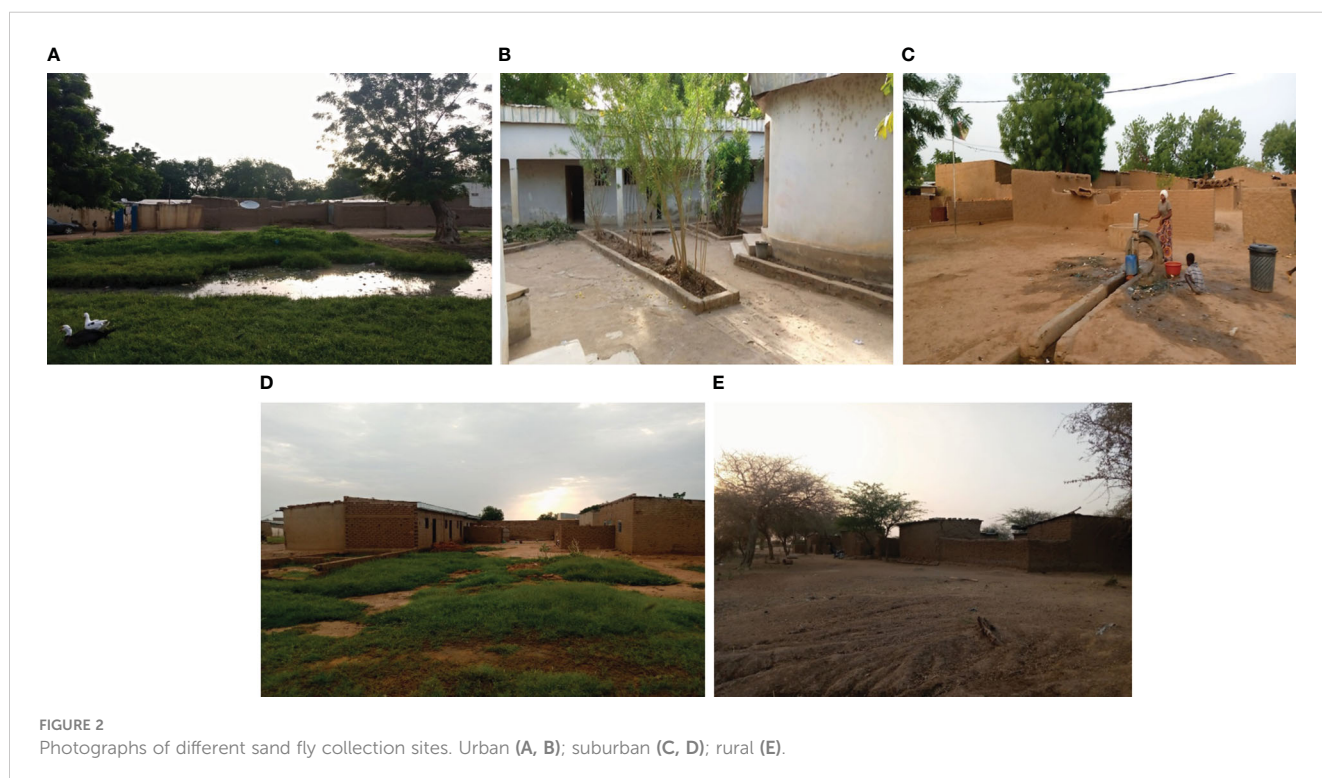 A
B
C
D
E
FIGURE 2
Photographs of different sand fly collection sites. Urban (A, B); suburban (C, D); rural (E).